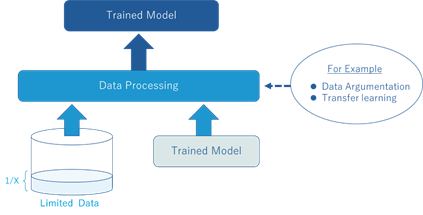 Trained Model
Data Processing
For Example
Data Argumentation
Transfer learning
Trained Model
1/X
Limited Data